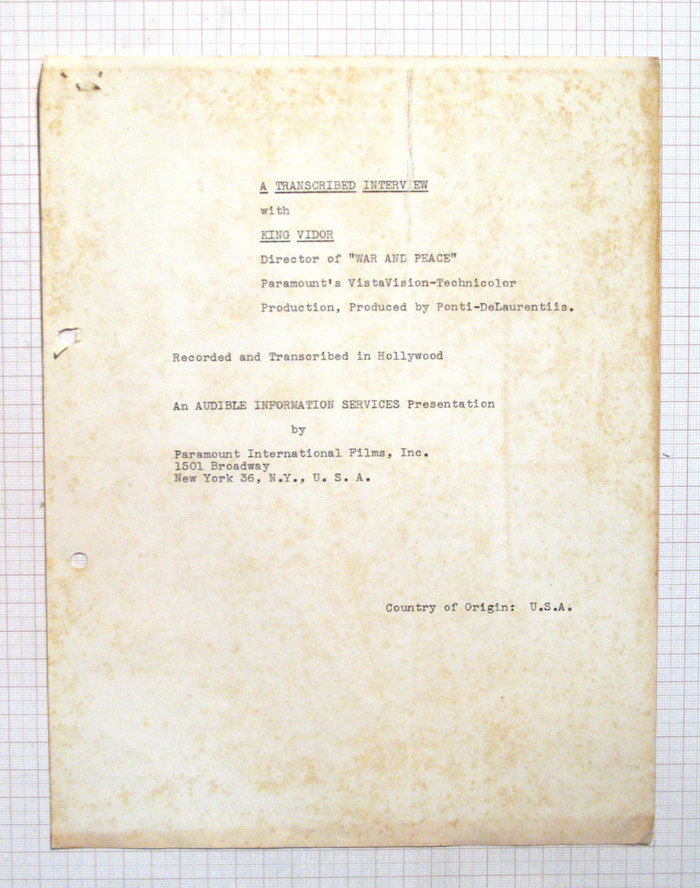 A TRANSCRIBED INTERVIEW
with
KING VIDOR
Director of "WAR AND PEACE"
Paramount's VistaVision-Technicolor
Production, Produced by Ponti-DeLaurentiis.
Recorded and Transcribed in Hollywood
An AUDIBLE INFORMATION SERVICES Presentation
by
Paramount International Films, Inc.
1501 Broadway
New York 36, N.Y., U. S. A.
Country of Origin: U.S.A.